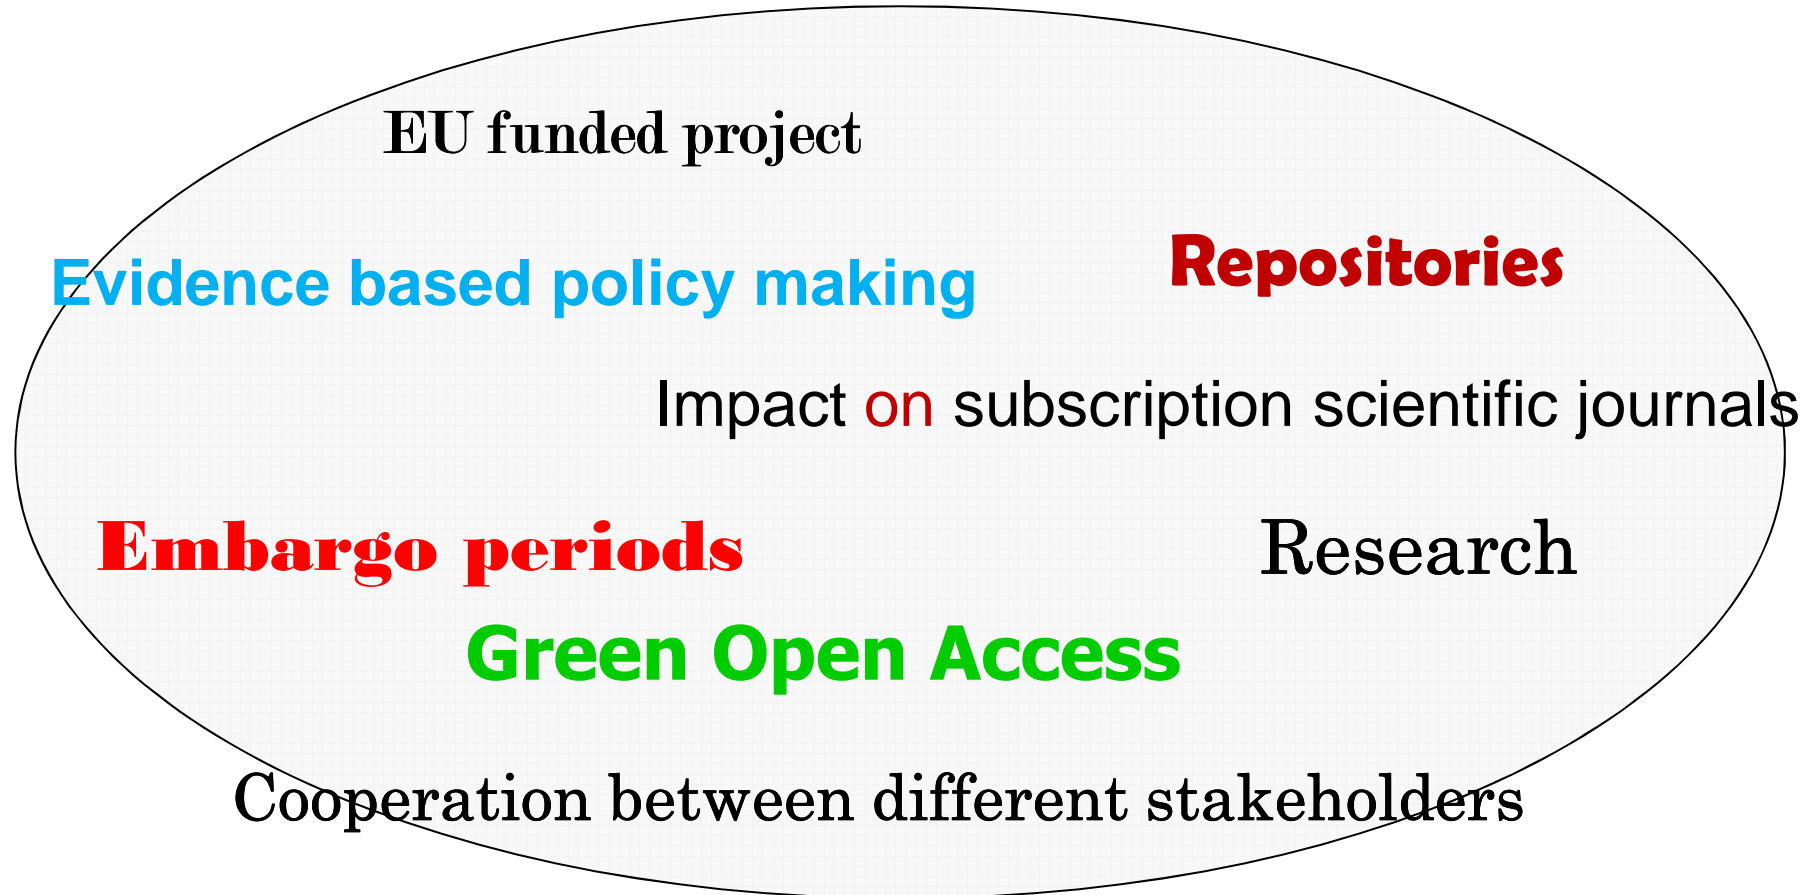 EU funded project
Repositories
Evidence based policy making
Impact on subscription scientific journals
Embargo periods
Research
Green Open Access
Cooperation between different stakeholders